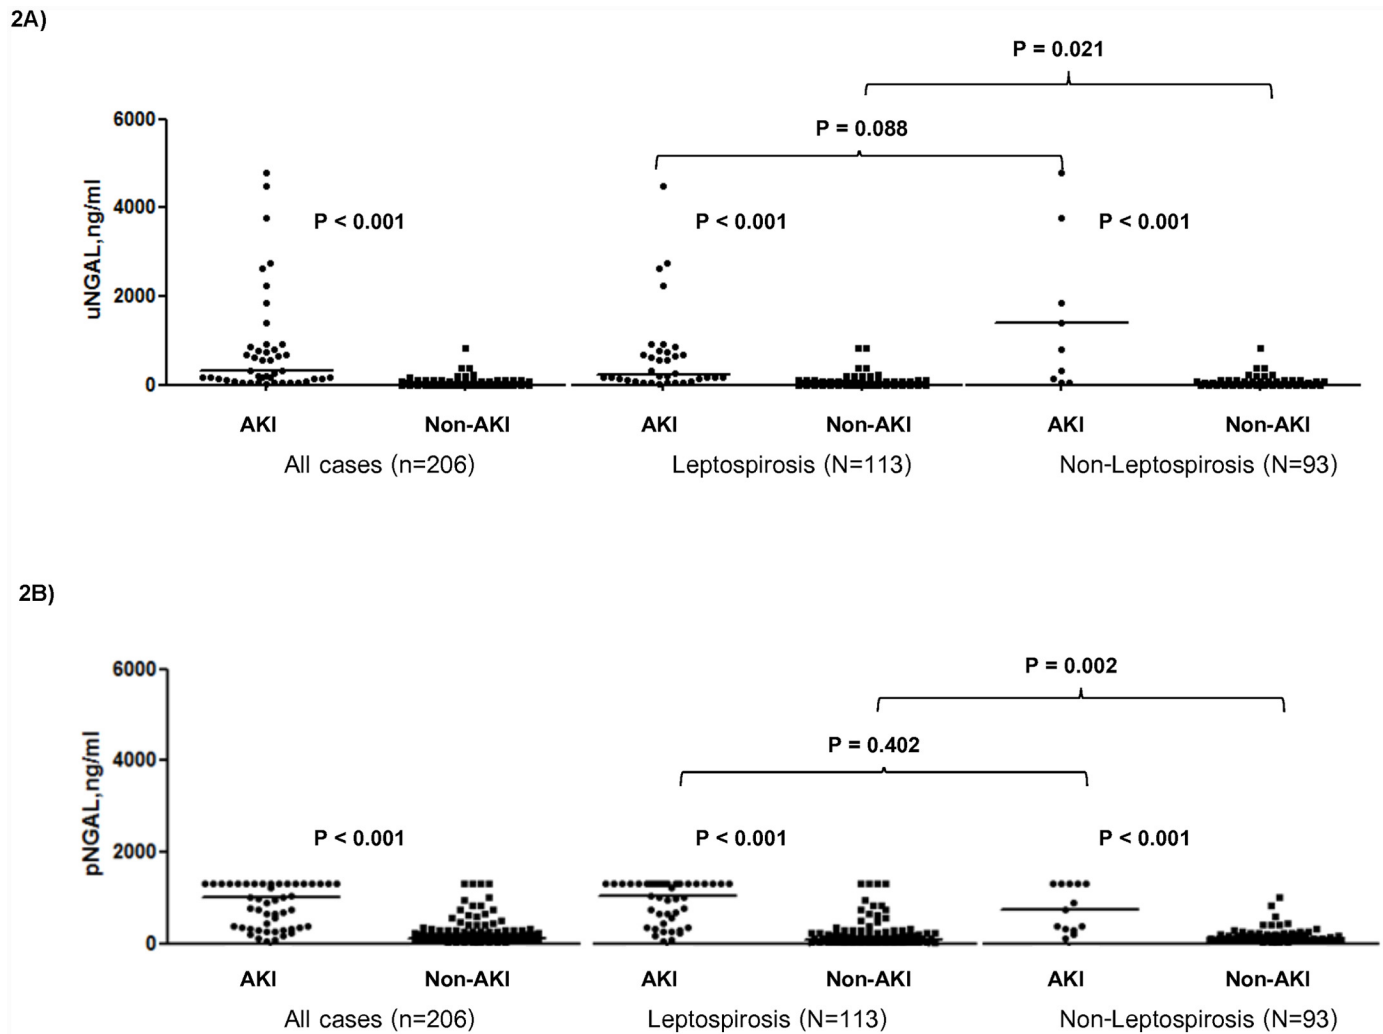 2A)
P = 0.021
P = 0.088
6000
4000
2000
0
uNGAL,ng/ml
P < 0.001
P < 0.001
P < 0.001
AKI
Non-AKI
AKI
Non-AKI
AKI
Non-AKI
All cases (n=206)
Leptospirosis (N=113)
Non-Leptospirosis (N=93)
2B)
P = 0.002
P = 0.402
6000
4000
2000
0
pNGAL,ng/ml
P < 0.001
P < 0.001
P < 0.001
AKI
Non-AKI
AKI
Non-AKI
AKI
Non-AKI
All cases (n=206)
Leptospirosis (N=113)
Non-Leptospirosis (N=93)